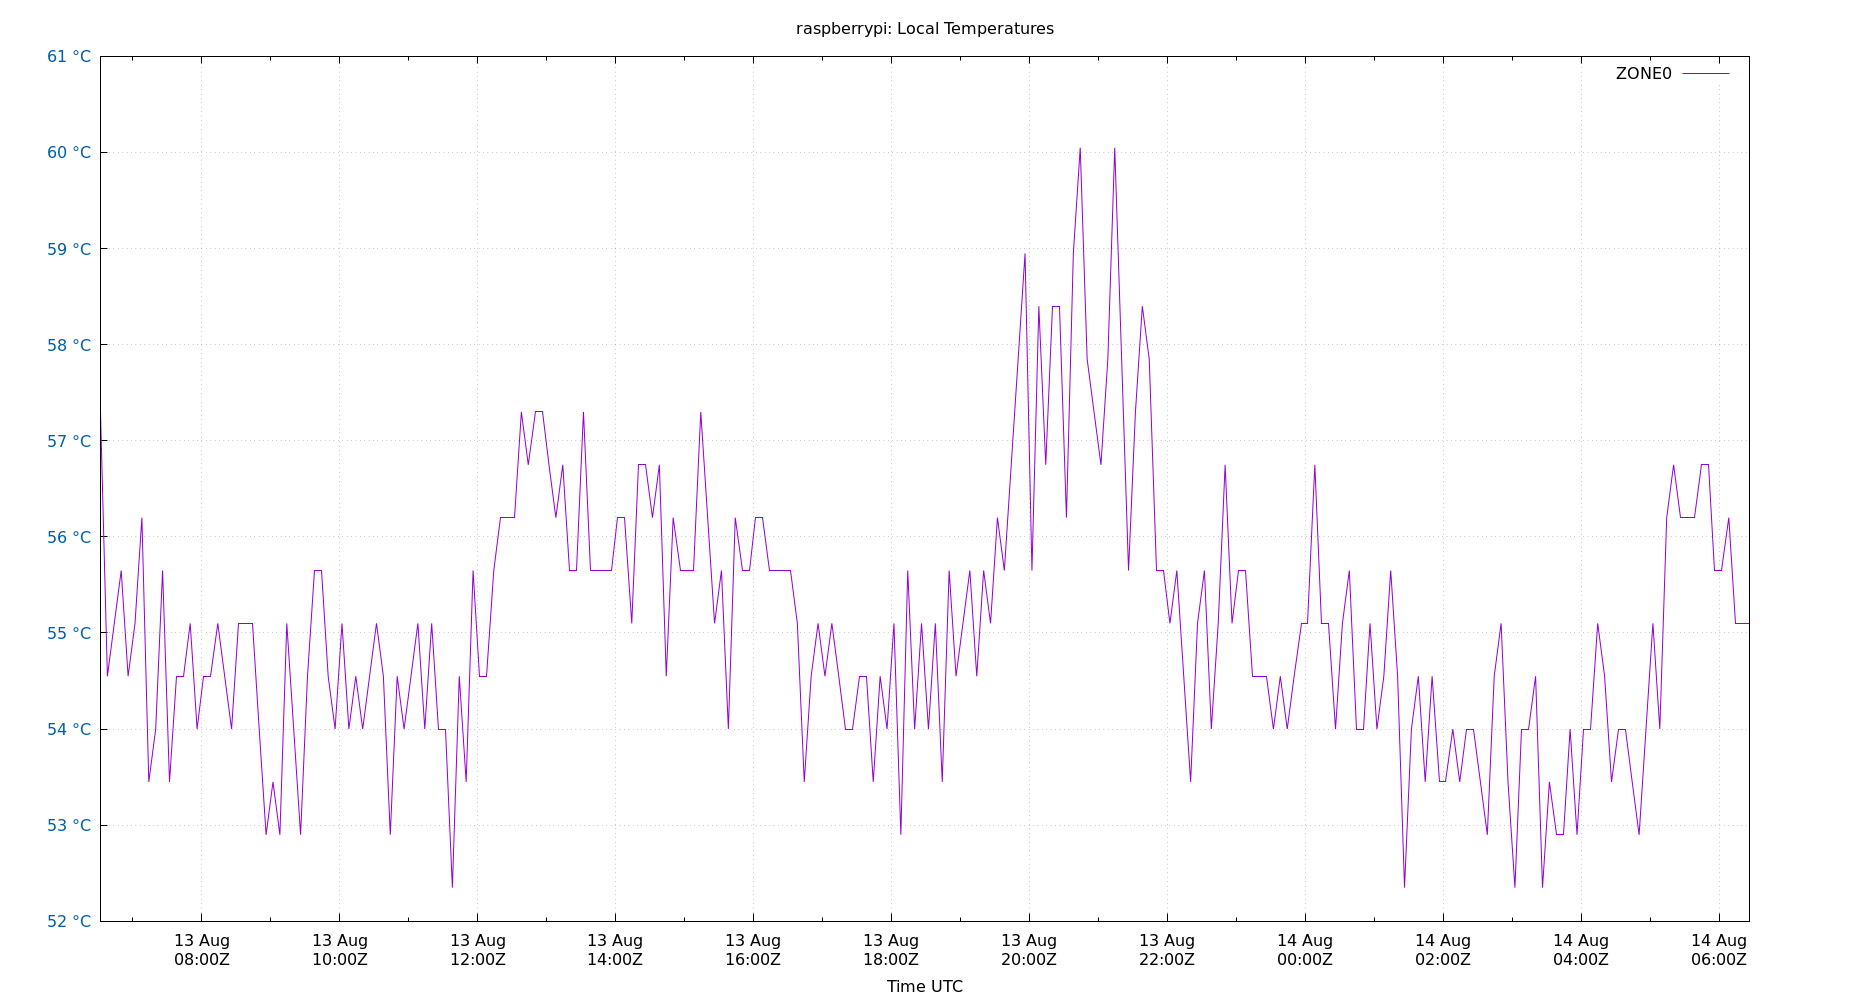 raspberrypi: Local Temperatures
61 °C
60 °C
59 °C
58 °C
57 °C
56 °C
55 °C
54 °C
53 °C
52 °C
ZONE0
13 Aug
08:00Z
13 Aug
10:00Z
13 Aug
12:00Z
13 Aug
14:00Z
13 Aug
16:00Z
13 Aug
18:00Z
13 Aug
20:00Z
13 Aug
22:00Z
14 Aug
00:00Z
14 Aug
02:00Z
14 Aug
04:00Z
14 Aug
06:00Z
Time UTC